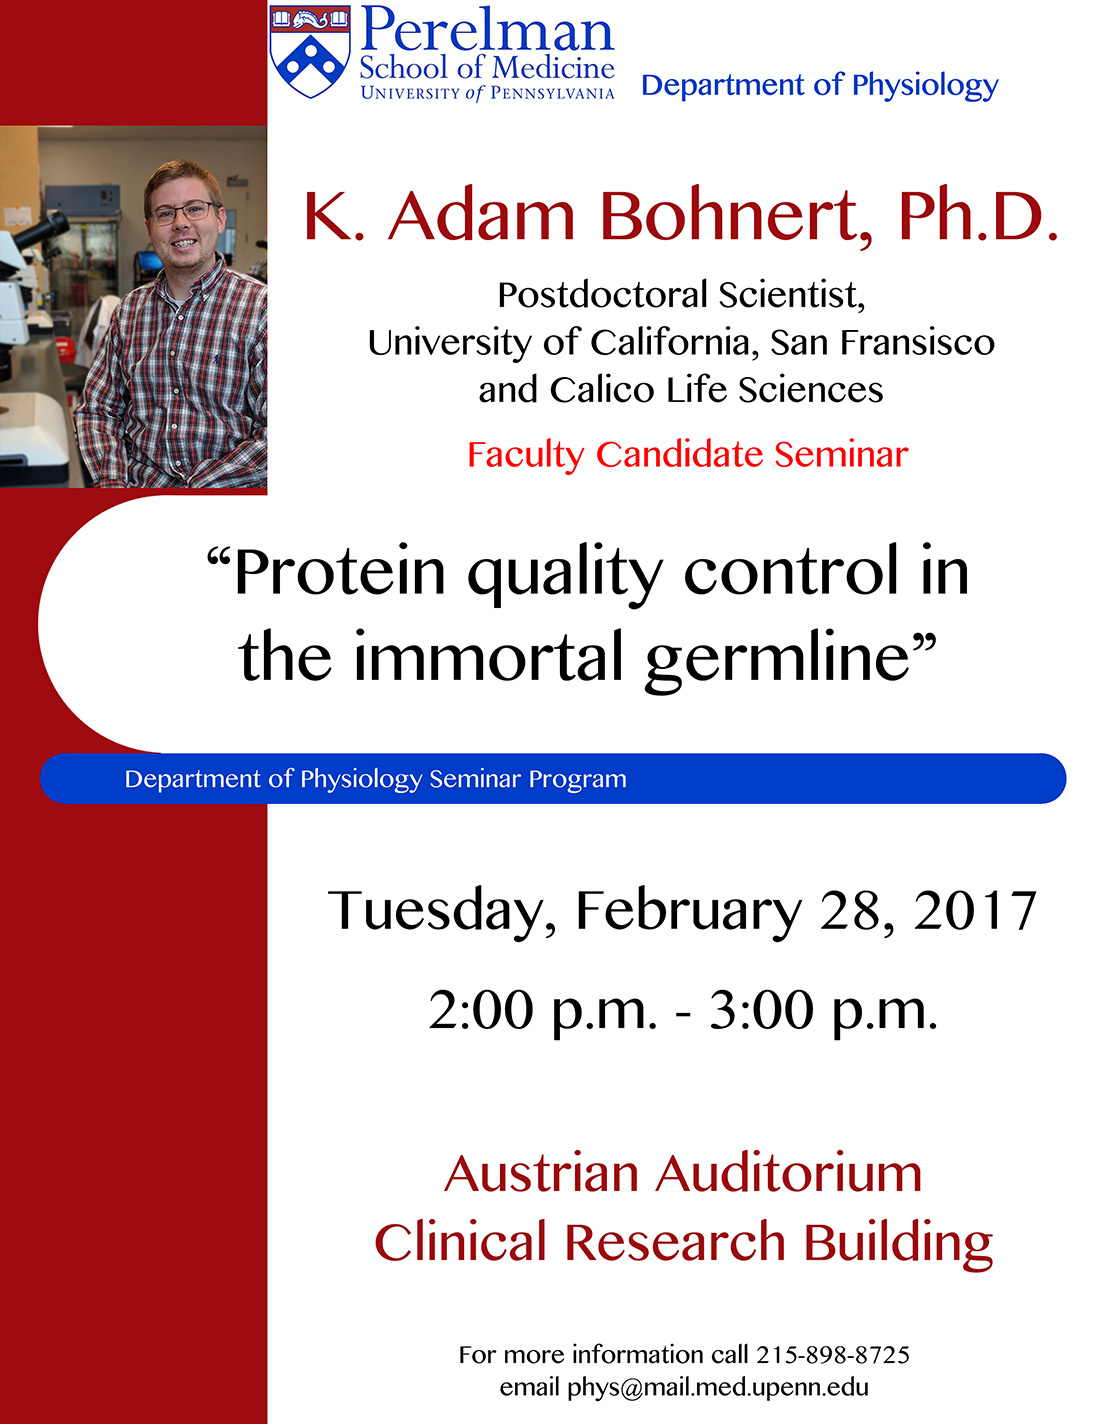 Perelman
School of Medicine
UNIVERSITY of PENNSYLVANIA
Department of Physiology
K. Adam Bohnert, Ph.D.
Postdoctoral Scientist,
University of California, San Fransisco
and Calico Life Sciences
Faculty Candidate Seminar
“Protein quality control in
the immortal germline”
Department of Physiology Seminar Program
Tuesday, February 28, 2017
2:00 p.m. - 3:00 p.m.
Austrian Auditorium
Clinical Research Building
For more information call 215-898-8725
email phys@mail.med.upenn.edu